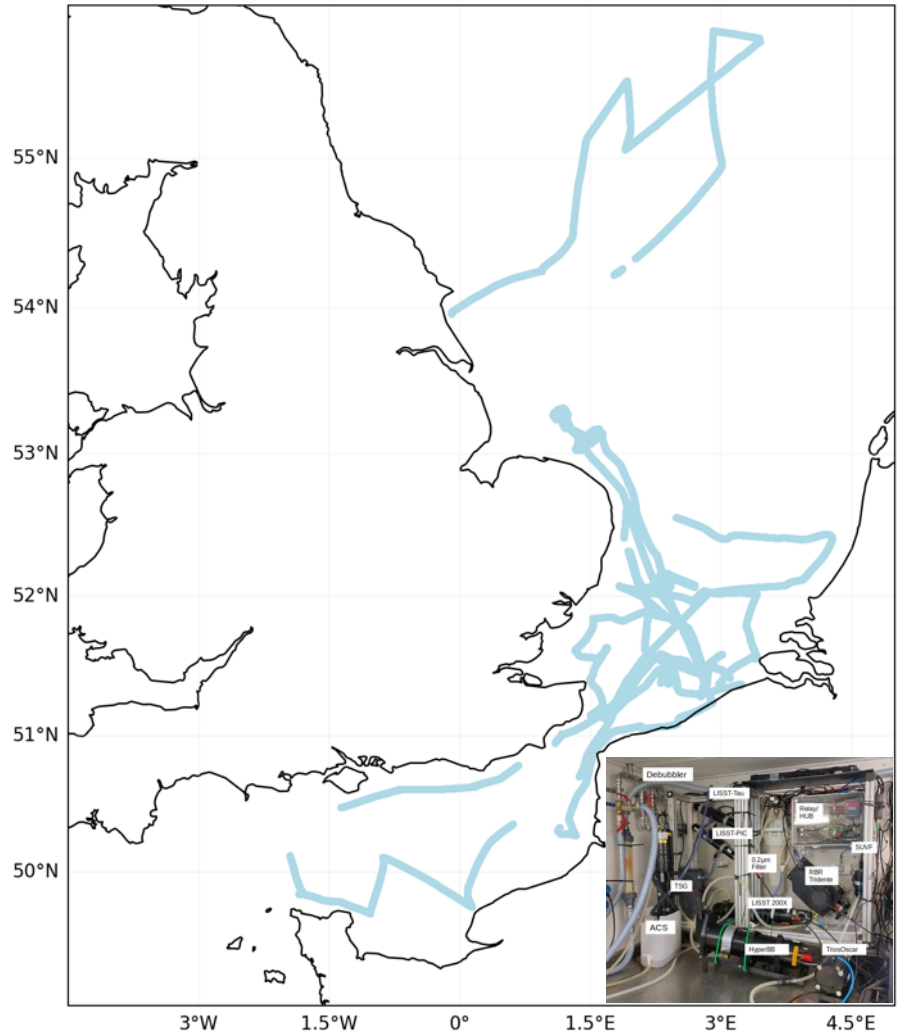 55°N
54°N
53°N
52°N
51°N
50°N
Debubbler
LISST-Tau
Relay/
HUB
LISST-PIC
SUVF
0.2µm
Filter
RBR
Tridente
TSG
LISST 200X
ACS
HyperBB
TriosOscar
3°W
1.5°W
0°
1.5°E
3°E
4.5°E